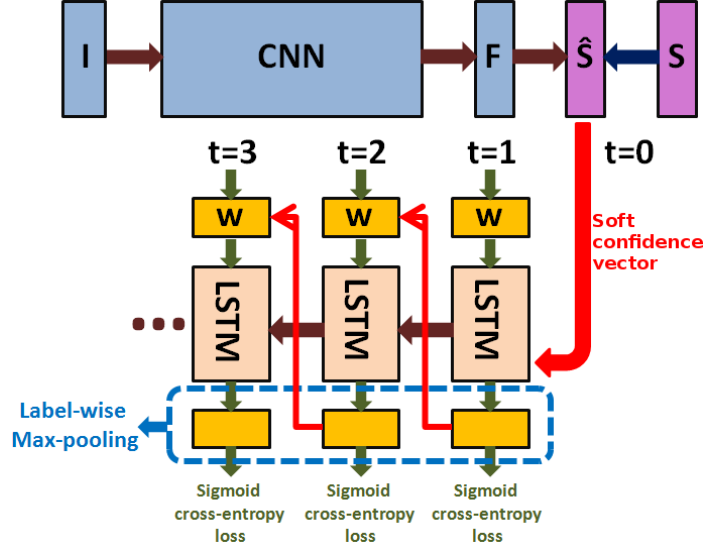 I
CNN
F
Ŝ
S
t=3
t=2
t=1
t=0
W
W
W
Soft
confidence
vector
LSTM
LSTM
LSTM
Label-wise
Max-pooling
Sigmoid
cross-entropy
loss
Sigmoid
cross-entropy
loss
Sigmoid
cross-entropy
loss